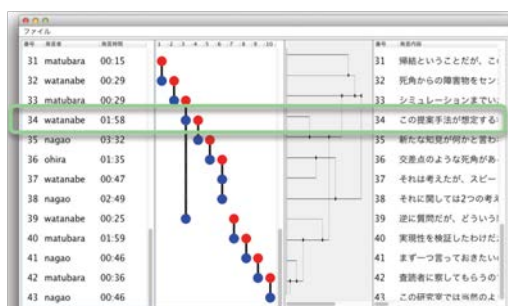 ファイル
番号 発言者 発言時間 1 2 3 4 5 6 7 8 9 10 番号 発言内容
31 matubara 00:15 31 帰結ということだが、こ
32 watanabe 00:29 32 死角からの障害物をセン
33 matubara 00:29 33 シミュレーションまでい
34 watanabe 01:58 34 この提案手法が想定する
35 nagao 03:32 35 新たな知見が何かと言わ
36 ohira 01:35 36 交差点のような死角があ
37 watanabe 00:47 37 それは考えたが、スピー
38 nagao 02:49 38 それに関しては2つの考え
39 watanabe 00:25 39 逆に質問だが、どういう
40 matubara 01:59 40 実現性を検証したわけだ
41 nagao 00:46 41 まず一つ言っておきたい
42 matubara 00:36 42 査読者に察してもらうの
43 nagao 00:46 43 この研究室では当然のよ